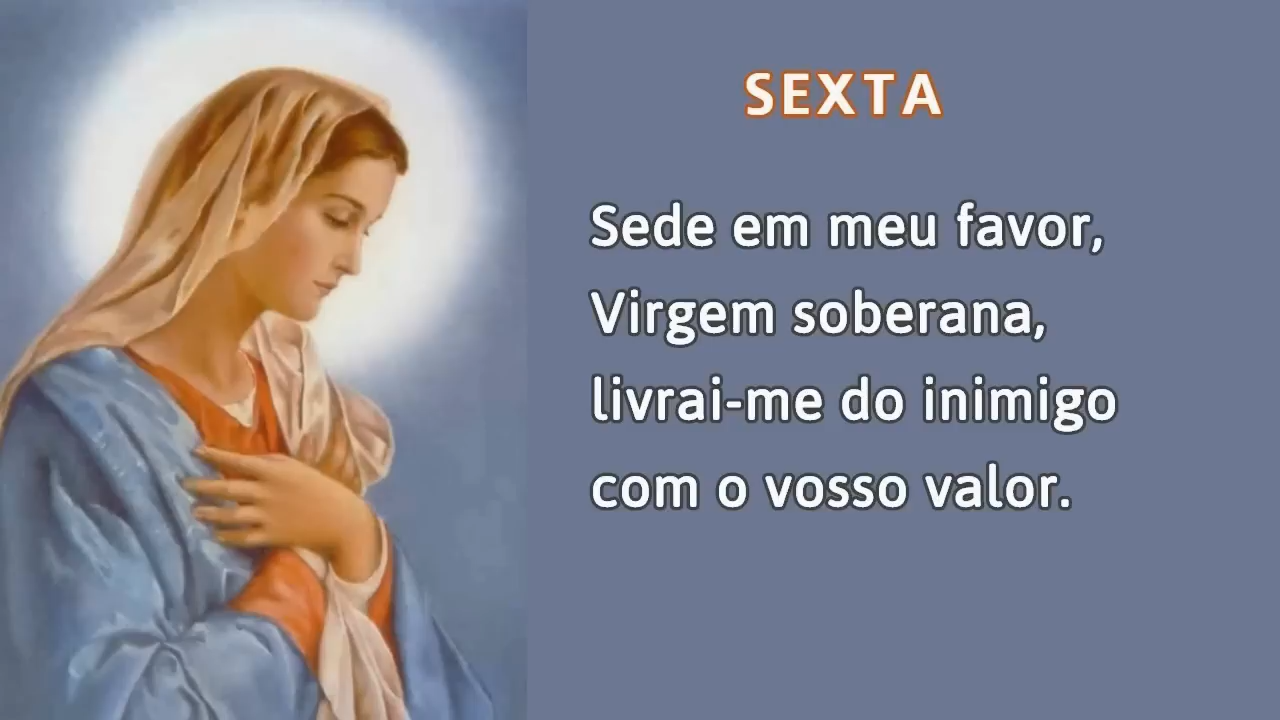 SEXTA
Sede em meu favor,
Virgem soberana,
livrai-me do inimigo
com o vosso valor.